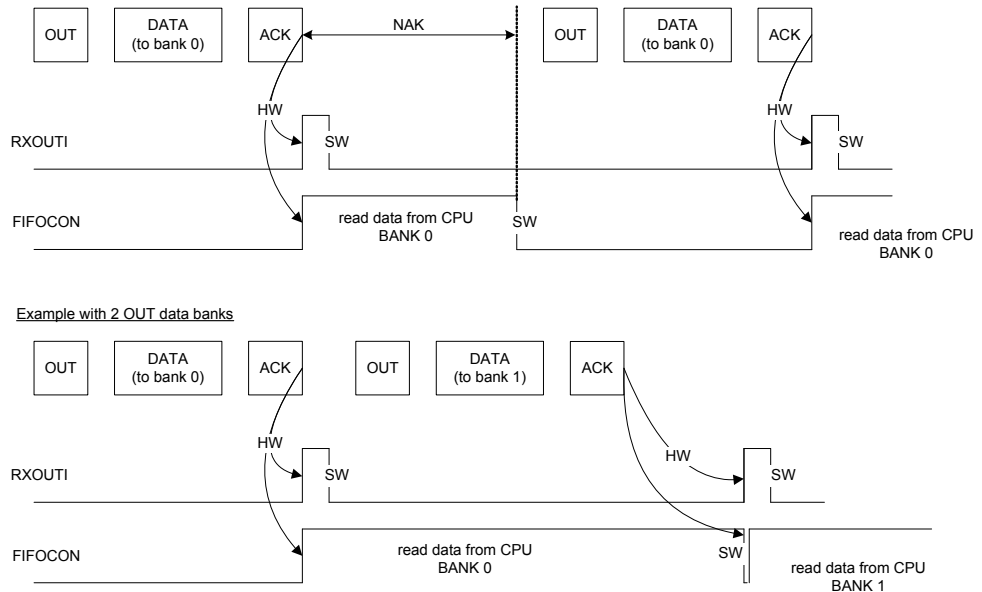 OUT DATA ACK NAK OUT DATA ACK
(to bank 0) (to bank 0)
HW HW
RXOUTI SW SW
FIFOCON read data from CPU SW
BANK 0
read data from CPU
BANK 0
Example with 2 OUT data banks
OUT DATA ACK OUT DATA ACK
(to bank 0) (to bank 1)
HW HW
RXOUTI SW SW
FIFOCON read data from CPU SW
BANK 0
read data from CPU
BANK 1